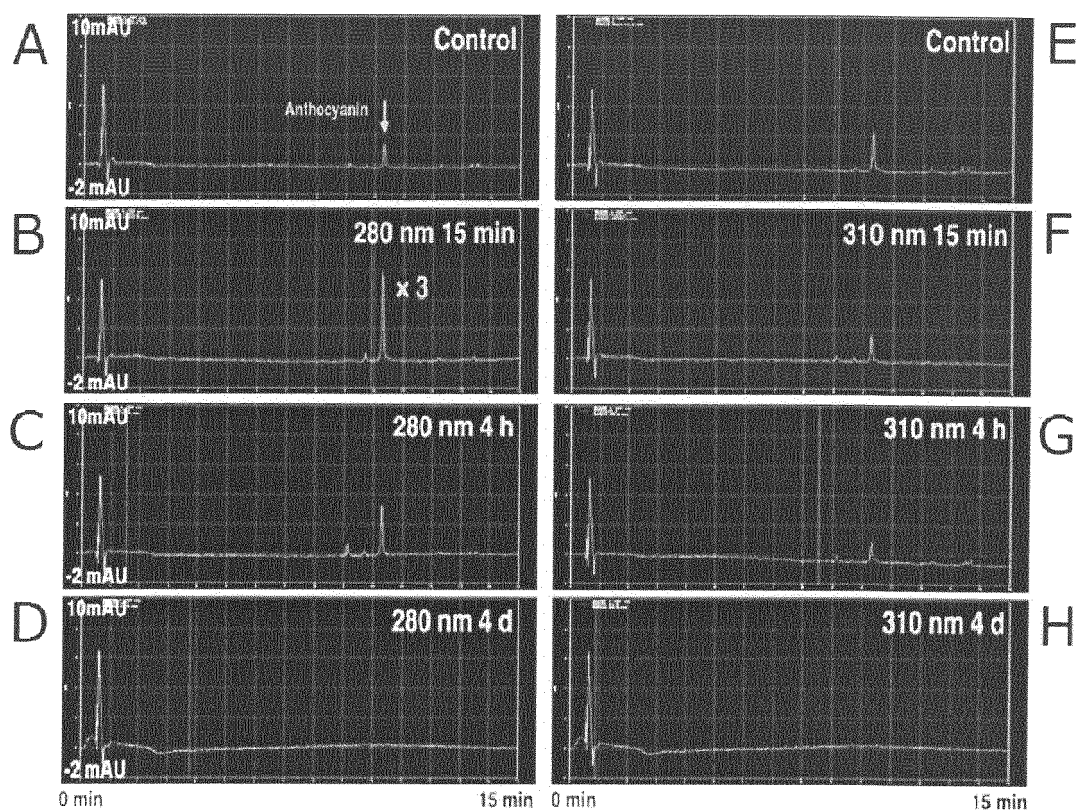 A
10mAU
Control
Anthocyanin
-2 mAU
B
10mAU
280 nm 15 min
x 3
-2 mAU
C
10mAU
280 nm 4 h
-2 mAU
D
10mAU
280 nm 4 d
-2 mAU
0 min
15 min
E
Control
F
310 nm 15 min
G
310 nm 4 h
H
310 nm 4 d
0 min
15 min